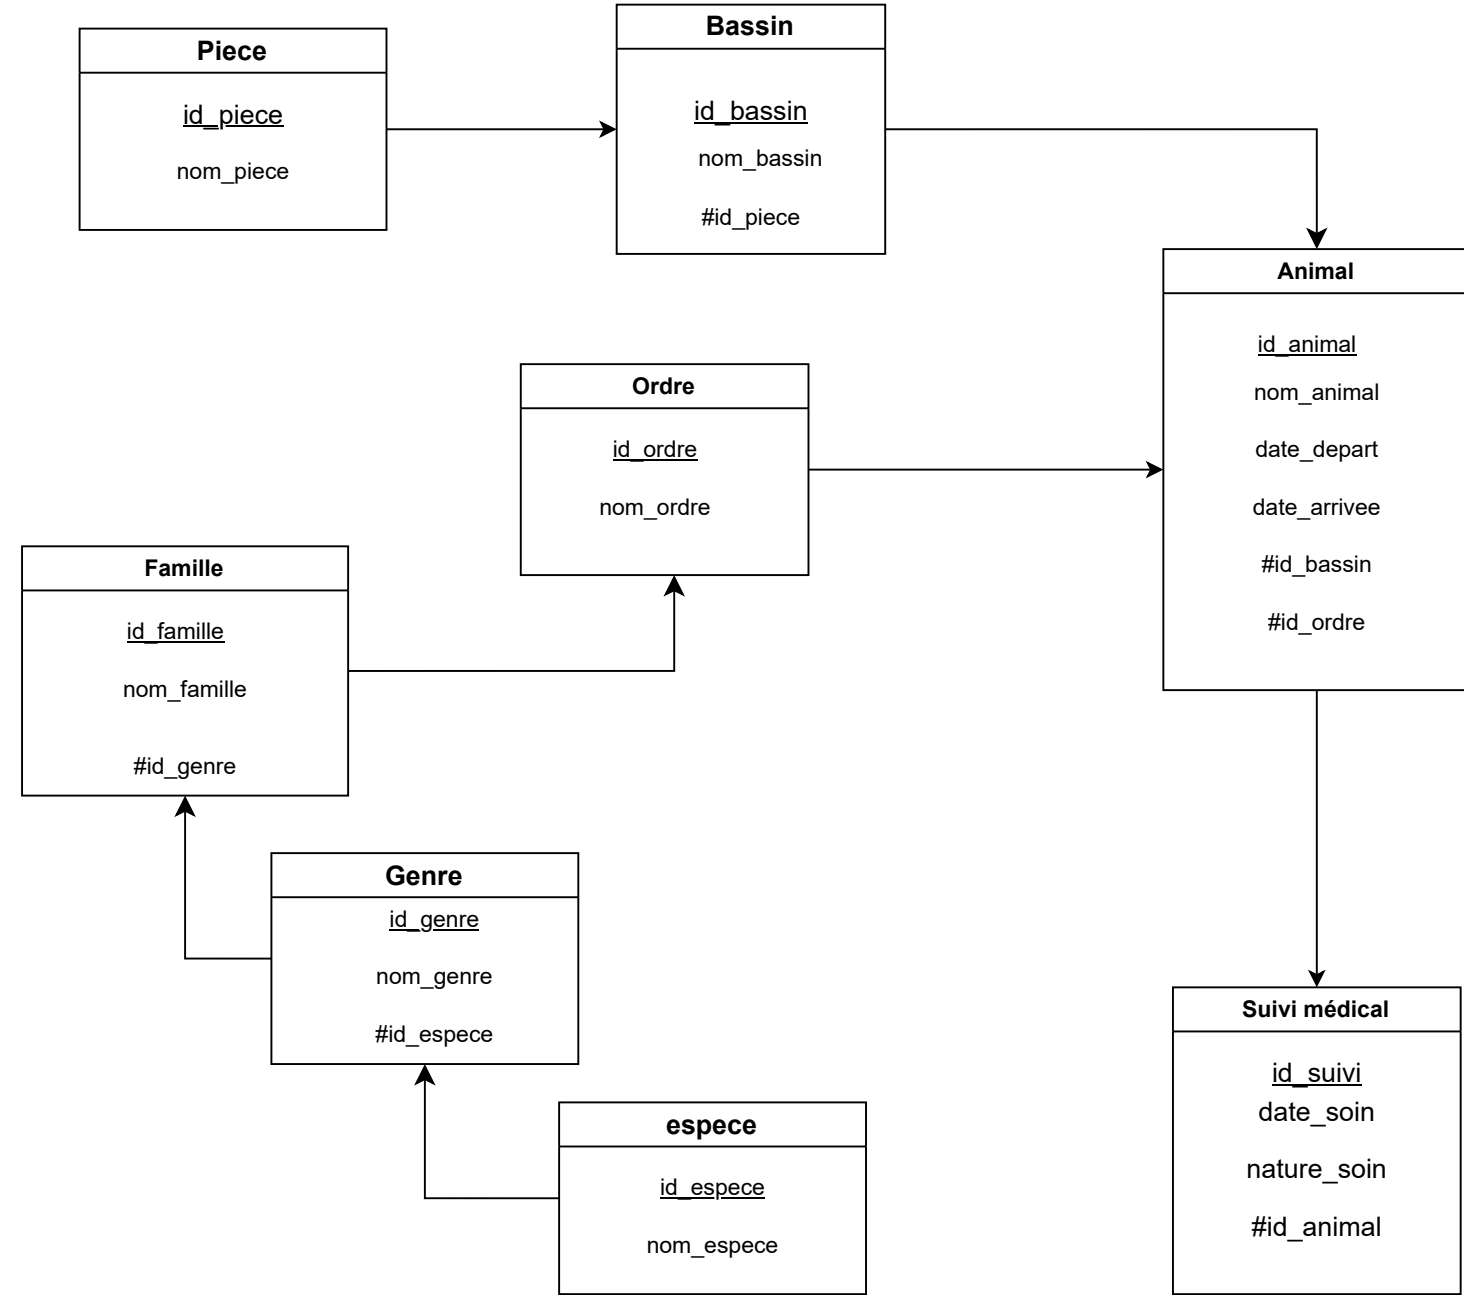 Piece
id_piece
nom_piece
Bassin
id_bassin
nom_bassin
#id_piece
Animal
id_animal
nom_animal
date_depart
date_arrivee
#id_bassin
#id_ordre
Ordre
id_ordre
nom_ordre
Famille
id_famille
nom_famille
#id_genre
Genre
id_genre
nom_genre
#id_espece
espece
id_espece
nom_espece
Suivi médical
id_suivi
date_soin
nature_soin
#id_animal